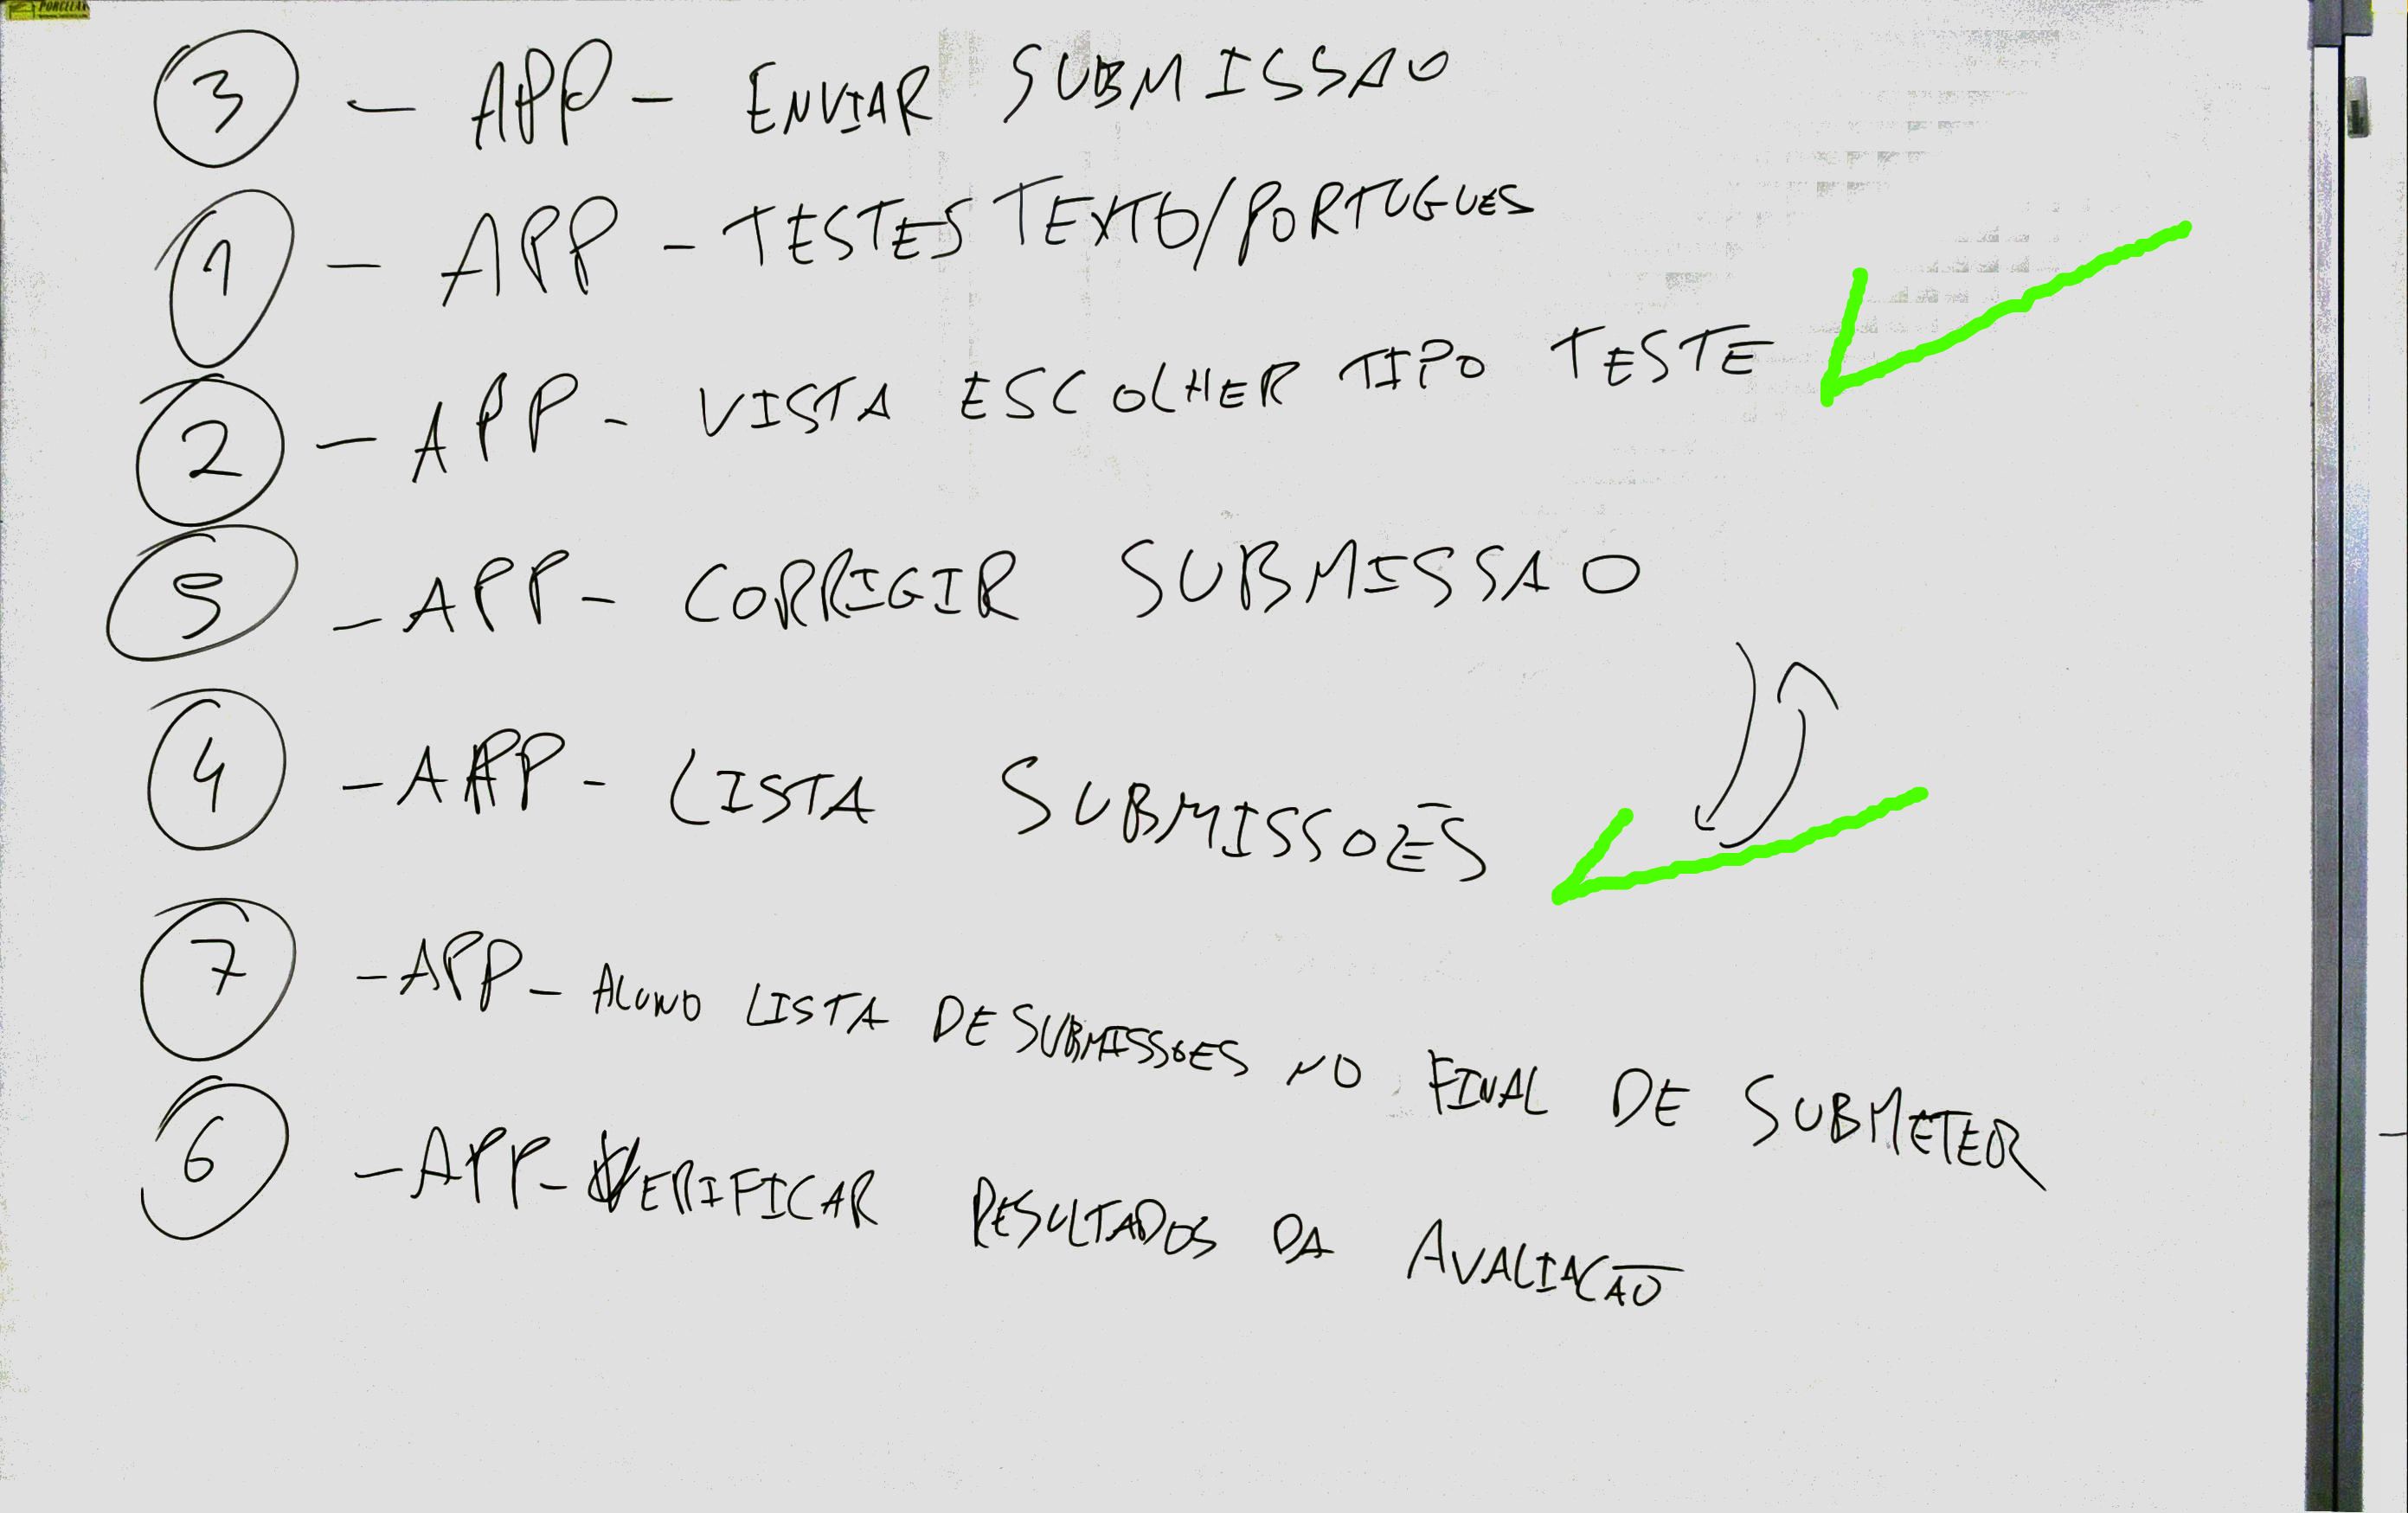 3 - APP - ENVIAR SUBMISSAO
1 - APP - TESTES TEXTO/PORTUGUES
2 - APP - VISTA ESCOLHER TIPO TESTE
5 - APP - CORRIGIR SUBMISSAO
4 - APP - LISTA SUBMISSOES
7 - APP - ALUNO LISTA DE SUBMISSOES NO FINAL DE SUBMETER
6 - APP - VERIFICAR RESULTADOS DA AVALIACÃO